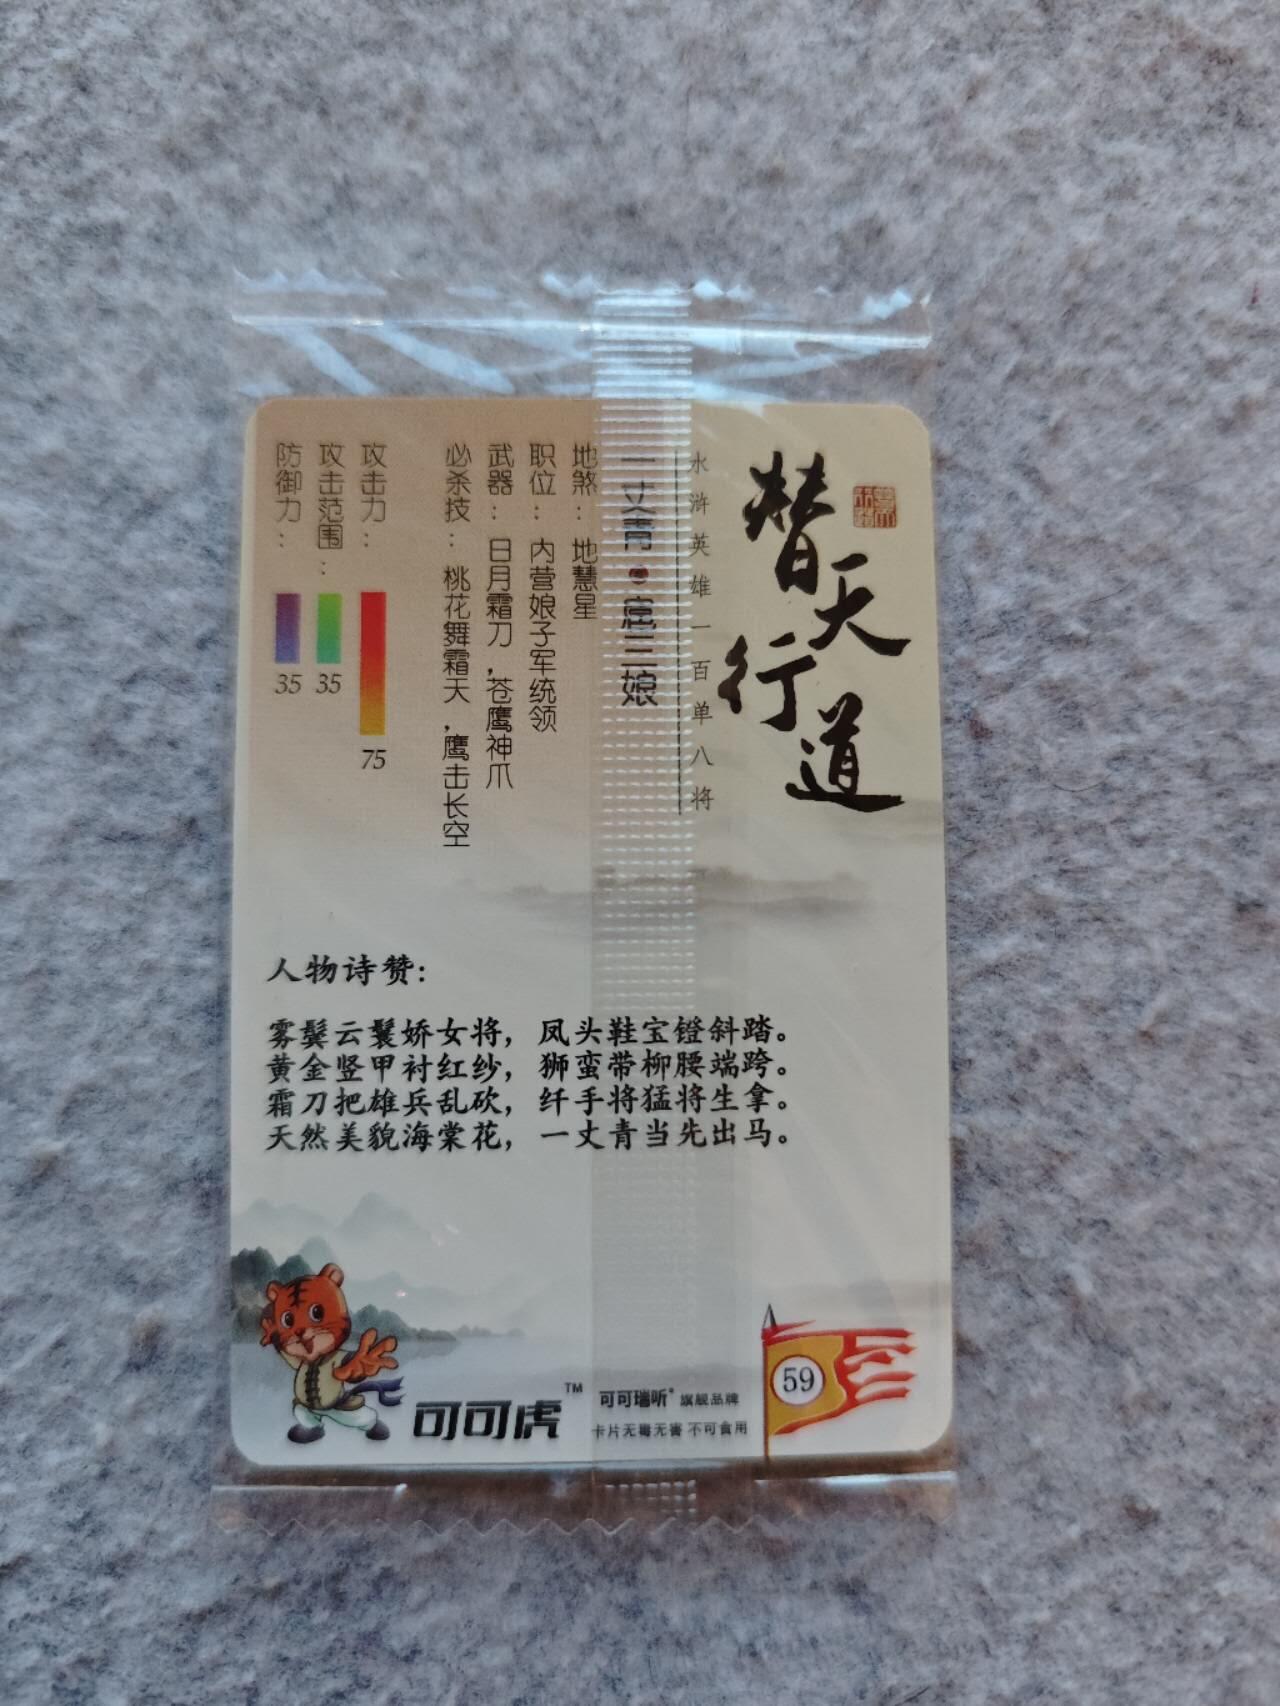 替天行道
水浒英雄一百单八将
一丈青·扈三娘
地煞：地慧星
职位：内营娘子军统领
武器：日月霜刀，苍鹰神爪
必杀技：桃花舞霜天，鹰击长空
攻击力：
75
攻击范围：
35
防御力：
35
人物诗赞：
雾鬓云鬟娇女将，凤头鞋宝镫斜踏。
黄金竖甲衬红纱，狮蛮带柳腰端跨。
霜刀把雄兵乱砍，纤手将猛将生拿。
天然美貌海棠花，一丈青当先出马。
可可虎™
可可瑞昕® 旗舰品牌
卡片无毒无害 不可食用
59